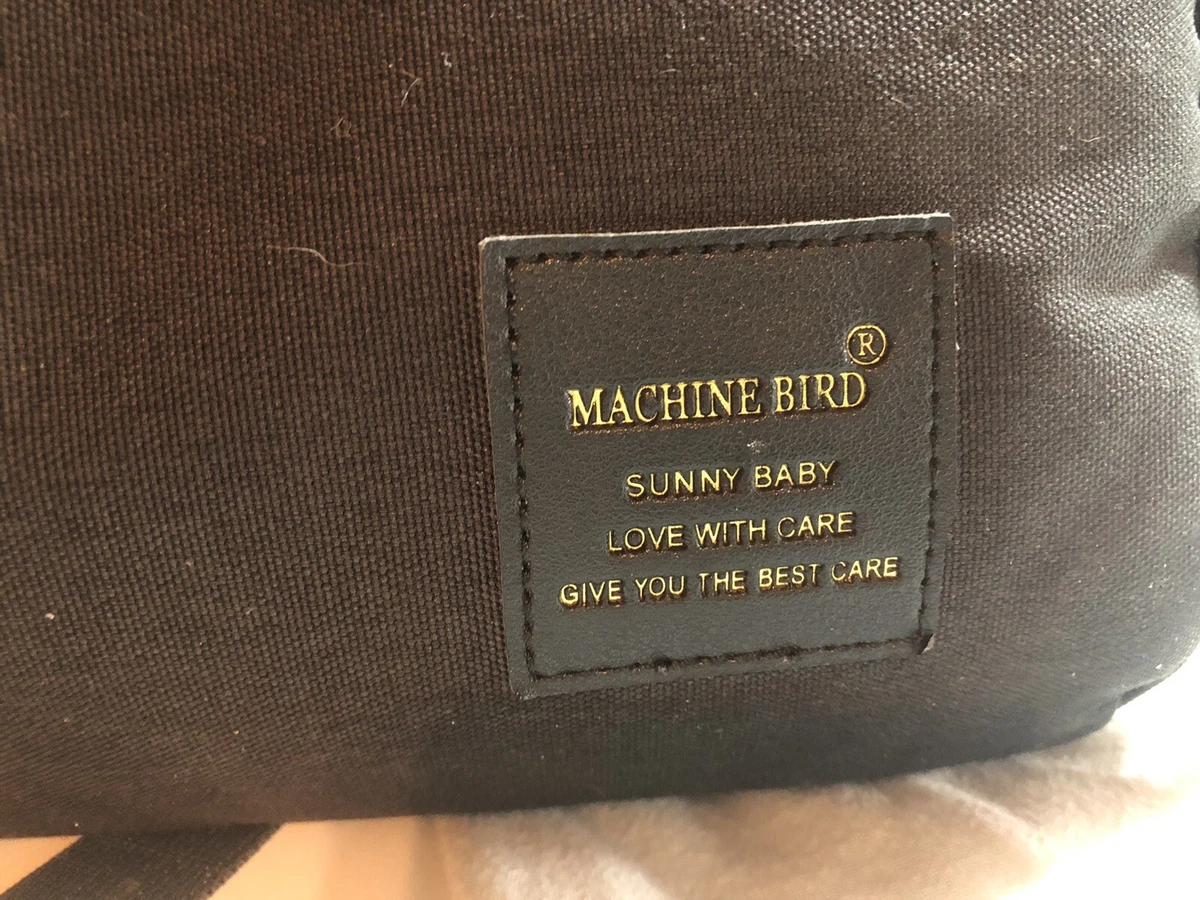 MACHINE BIRD®
SUNNY BABY
LOVE WITH CARE
GIVE YOU THE BEST CARE